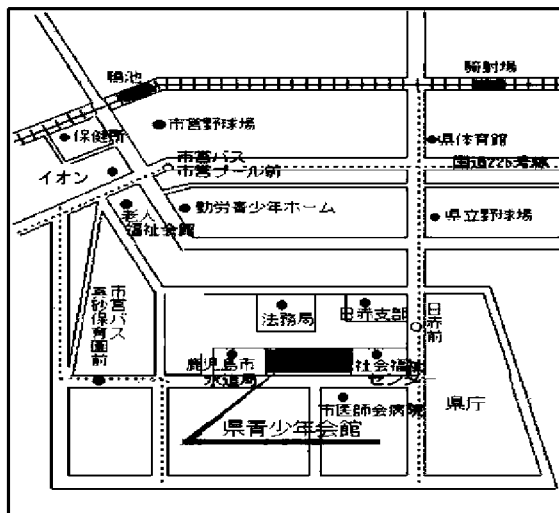 鴨池
騎射場
市営野球場
保健所
県体育館
市営バス
市営プール前
国道225号線
イオン
老人
福祉会館
勤労青少年ホーム
県立野球場
市営バス
真砂保育園前
法務局
日赤支部
日赤前
鹿児島市
水道局
社会福祉
センター
市医師会病院
県庁
県青少年会館